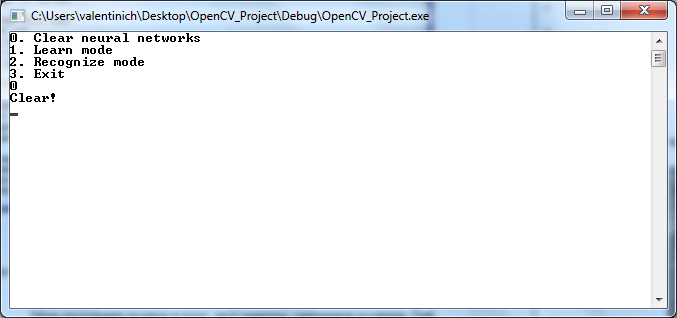 C:\Users\valentinich\Desktop\OpenCV_Project\Debug\OpenCV_Project.exe
0. Clear neural networks
1. Learn mode
2. Recognize mode
3. Exit
0
Clear!